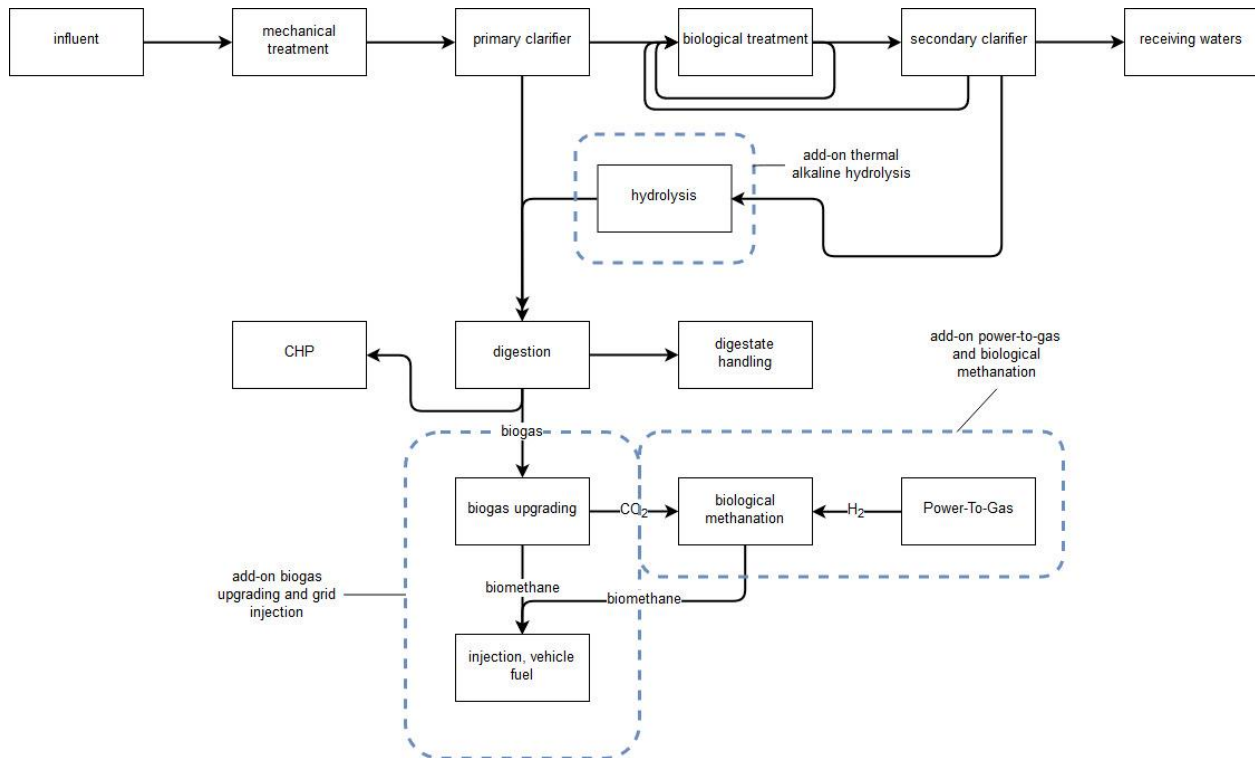 influent
mechanical
treatment
primary clarifier
biological treatment
secondary clarifier
receiving waters
add-on thermal
alkaline hydrolysis
hydrolysis
CHP
digestion
digestate
handling
add-on power-to-gas
and biological
methanation
biogas
biogas upgrading
CO2
biological
methanation
H2
Power-To-Gas
add-on biogas
upgrading and grid
injection
biomethane
biomethane
injection, vehicle
fuel